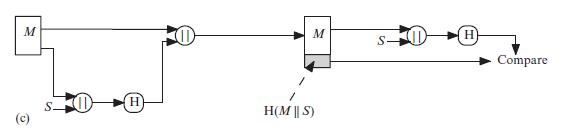 M || M || H
S Compare
S || H
H(M || S)
(c)